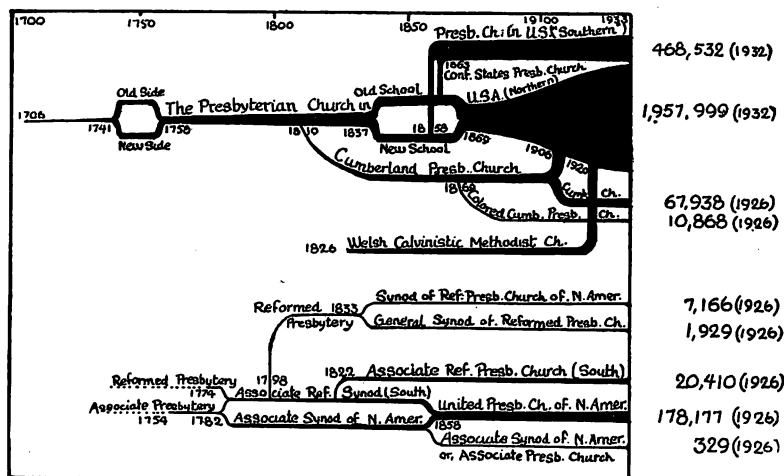 1700 1750 1800 1850 1900 1933
Presb. Ch. in U.S. (Southern) 468,532 (1932)
1863
Conf. States Presb. Church
Old Side Old School U.S.A. (Northern)
1706 The Presbyterian Church in 1,957,999 (1932)
1741 1758 1810 1837 1858 1869
New Side New School
1906 1920
Cumberland Presb. Church
1869 Cumb. Ch. 67,938 (1926)
Colored Cumb. Presb. Ch. 10,868 (1926)
1826 Welsh Calvinistic Methodist Ch.
Synod of Ref. Presb. Church of N. Amer. 7,166 (1926)
Reformed 1833
Presbytery General Synod of Reformed Presb. Ch. 1,929 (1926)
1822 Associate Ref. Presb. Church (South) 20,410 (1926)
Reformed Presbytery 1798
1774 Associate Ref. Synod (South)
United Presb. Ch. of N. Amer. 178,177 (1926)
Associate Presbytery
1754 1782 Associate Synod of N. Amer. 1858
Associate Synod of N. Amer. 329 (1926)
or, Associate Presb. Church